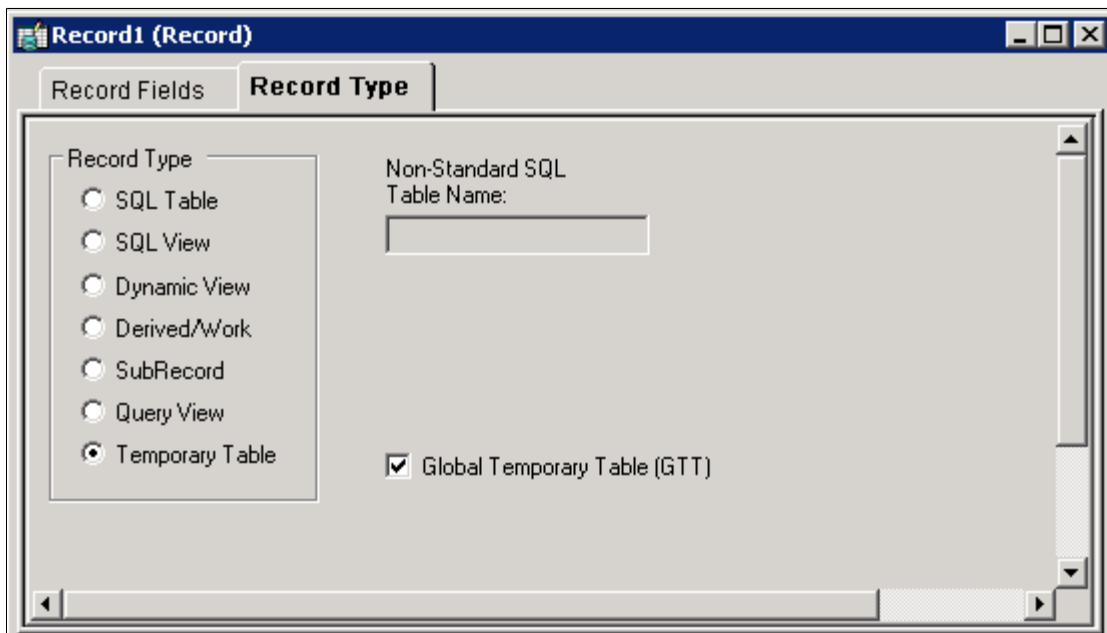 Record1 (Record)
Record Fields
Record Type
Record Type
SQL Table
SQL View
Dynamic View
Derived/Work
SubRecord
Query View
Temporary Table
Non-Standard SQL
Table Name:
Global Temporary Table (GTT)